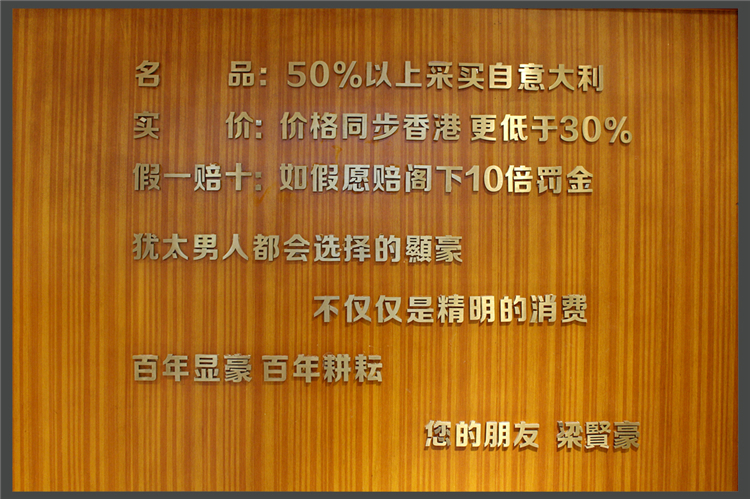 名 品：50%以上采买自意大利
实 价：价格同步香港 更低于30%
假一赔十：如假愿赔阁下10倍罚金
犹太男人都会选择的顯豪
不仅仅是精明的消费
百年显豪 百年耕耘
您的朋友 梁賢豪